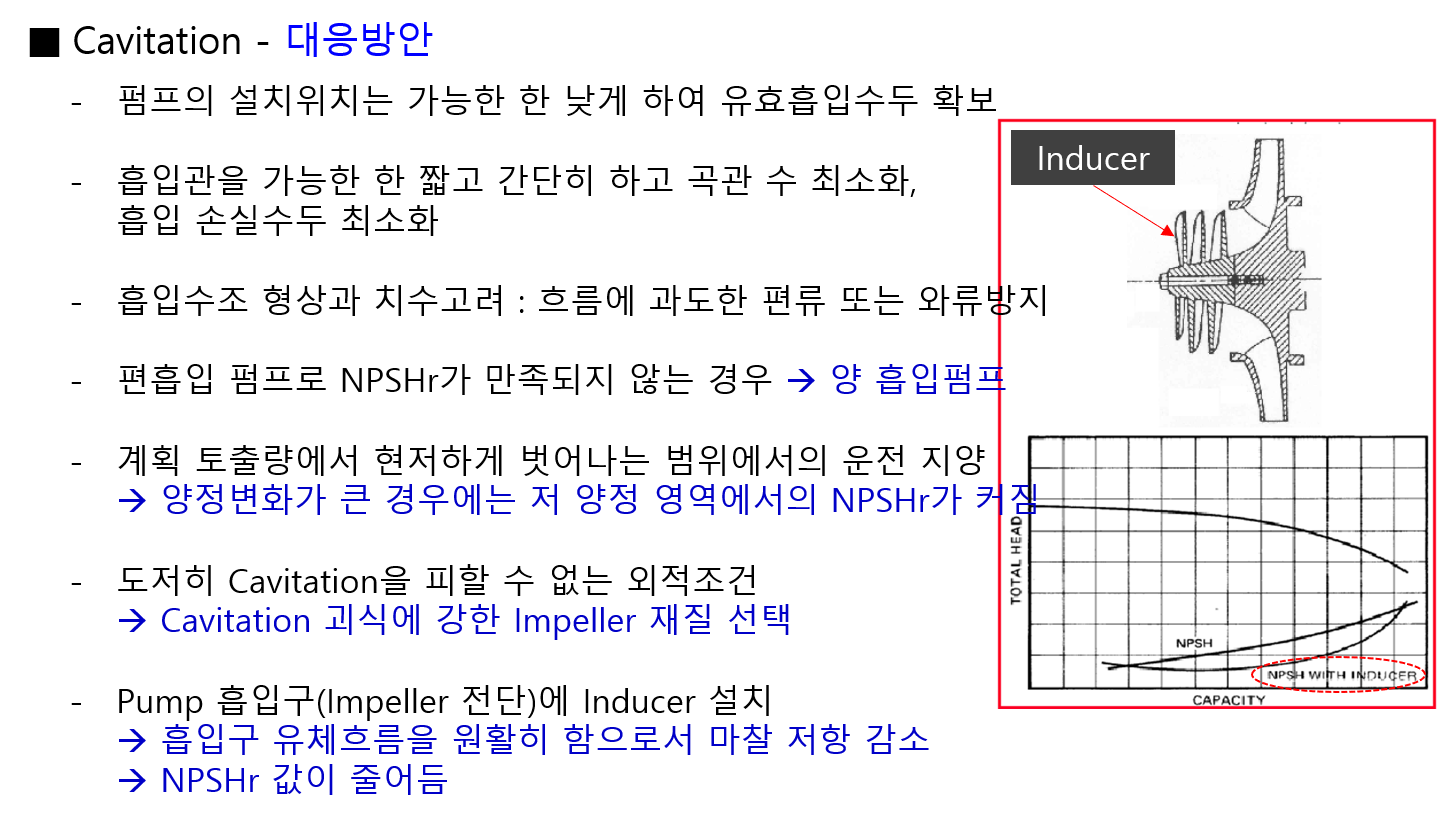 ■ Cavitation - 대응방안
- 펌프의 설치위치는 가능한 한 낮게 하여 유효흡입수두 확보
- 흡입관을 가능한 한 짧고 간단히 하고 곡관 수 최소화,
흡입 손실수두 최소화
- 흡입수조 형상과 치수고려 : 흐름에 과도한 편류 또는 와류방지
- 편흡입 펌프로 NPSHr가 만족되지 않는 경우 → 양 흡입펌프
- 계획 토출량에서 현저하게 벗어나는 범위에서의 운전 지양
→ 양정변화가 큰 경우에는 저 양정 영역에서의 NPSHr가 커짐
- 도저히 Cavitation을 피할 수 없는 외적조건
→ Cavitation 괴식에 강한 Impeller 재질 선택
- Pump 흡입구(Impeller 전단)에 Inducer 설치
→ 흡입구 유체흐름을 원활히 함으로서 마찰 저항 감소
→ NPSHr 값이 줄어듬
Inducer
TOTAL HEAD
NPSH
NPSH WITH INDUCER
CAPACITY